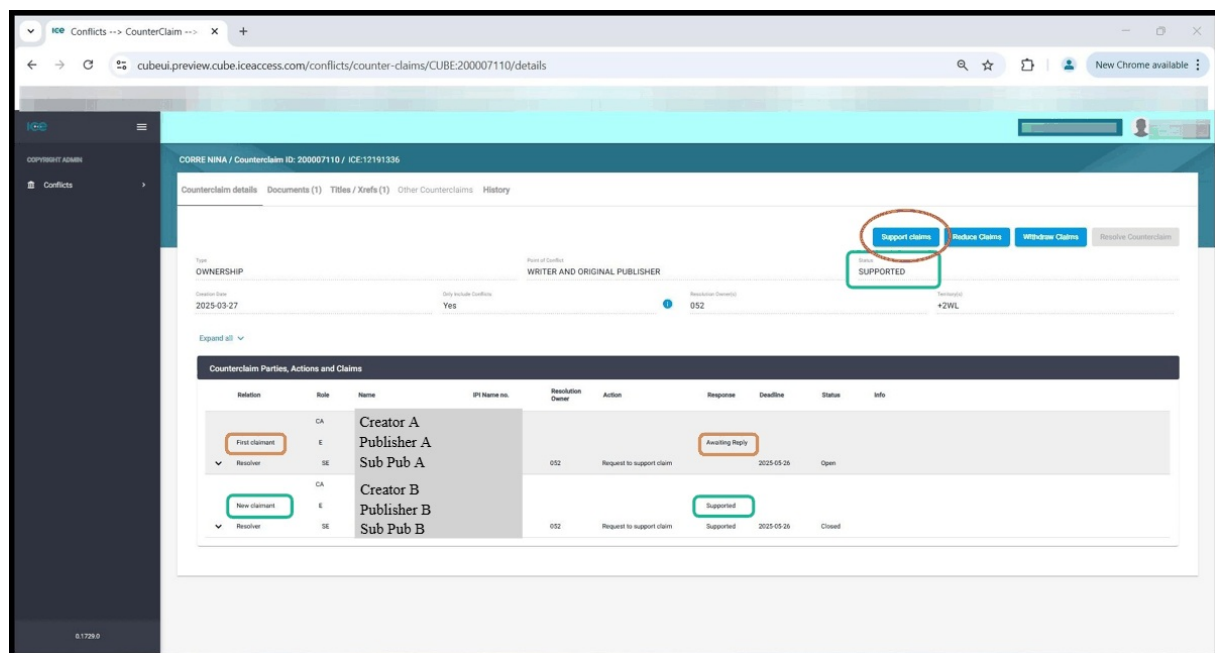 ice Conflicts --> CounterClaim -->
cubeui.preview.cube.iceaccess.com/conflicts/counter-claims/CUBE:200007110/details
New Chrome available
ice
COPYRIGHT ADMIN
Conflicts
CORRE NINA / Counterclaim ID: 200007110 / ICE:12191336
Counterclaim details Documents (1) Titles / Xrefs (1) Other Counterclaims History
Support claims Reduce Claims Withdraw Claims Resolve Counterclaim
Type Point of Conflict Status
OWNERSHIP WRITER AND ORIGINAL PUBLISHER SUPPORTED
Creation Date Only Include Conflicts Resolution Owner(s) Territory(s)
2025-03-27 Yes 052 +2WL
Expand all
Counterclaim Parties, Actions and Claims
Relation Role Name IPI Name no. Resolution Owner Action Response Deadline Status Info
CA Creator A
First claimant E Publisher A Awaiting Reply
Resolver SE Sub Pub A 052 Request to support claim 2025-05-26 Open
CA Creator B
New claimant E Publisher B Supported
Resolver SE Sub Pub B 052 Request to support claim Supported 2025-05-26 Closed
0.1729.0